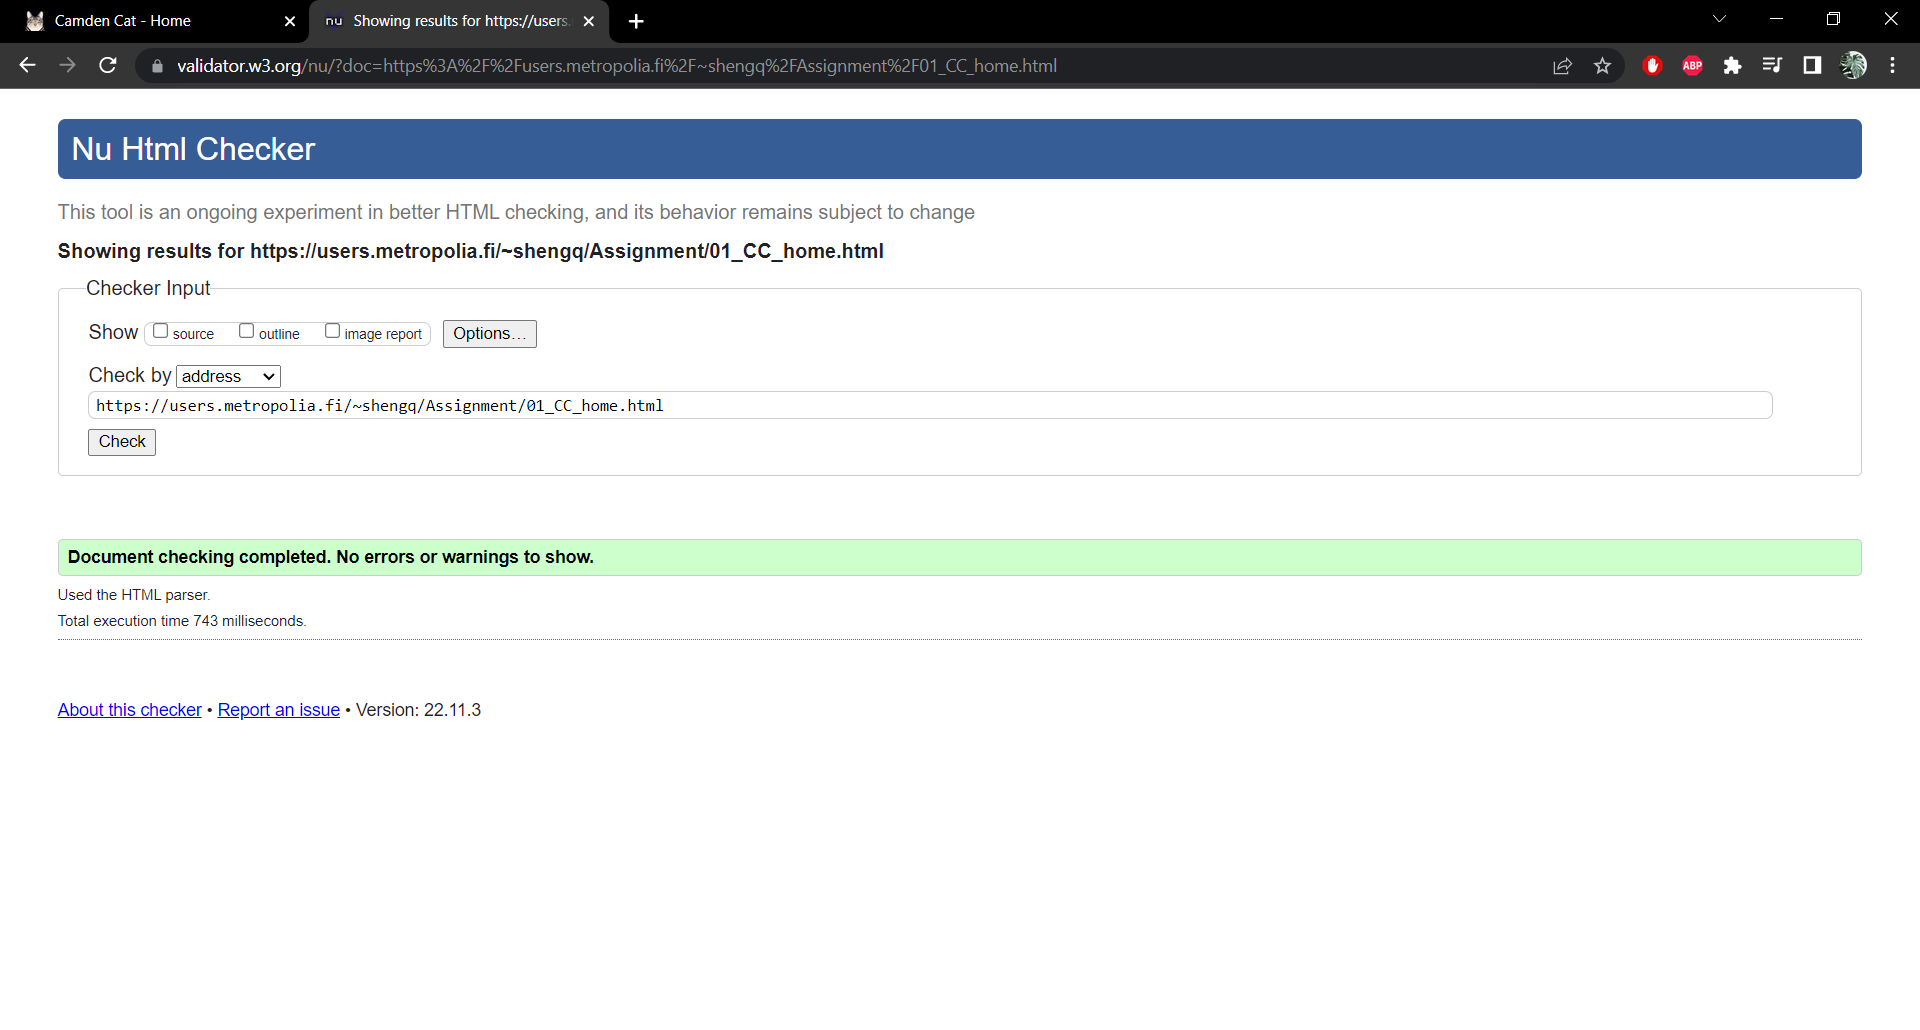 Camden Cat - Home
nu Showing results for https://users.
validator.w3.org/nu/?doc=https%3A%2F%2Fusers.metropolia.fi%2F~shengq%2FAssignment%2F01_CC_home.html
ABP
Nu Html Checker
This tool is an ongoing experiment in better HTML checking, and its behavior remains subject to change
Showing results for https://users.metropolia.fi/~shengq/Assignment/01_CC_home.html
Checker Input
Show source outline image report Options…
Check by address
https://users.metropolia.fi/~shengq/Assignment/01_CC_home.html
Check
Document checking completed. No errors or warnings to show.
Used the HTML parser.
Total execution time 743 milliseconds.
About this checker • Report an issue • Version: 22.11.3